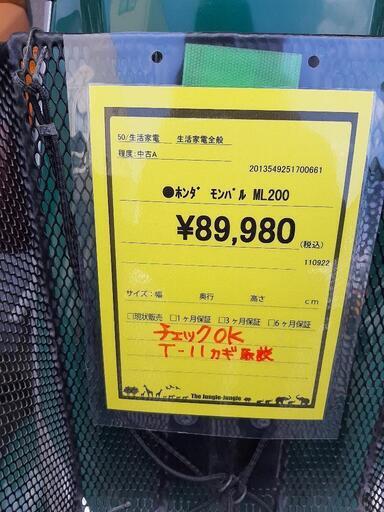 50/生活家電 生活家電全般
程度:中古A
2013549251700661
●ホンダ モンパル ML200
¥89,980(税込)
110922
サイズ:幅 奥行 高さ cm
□現状販売 □1ヶ月保証 □3ヶ月保証 □6ヶ月保証
チェックOK
T-11カギ
The Jungle Jungle